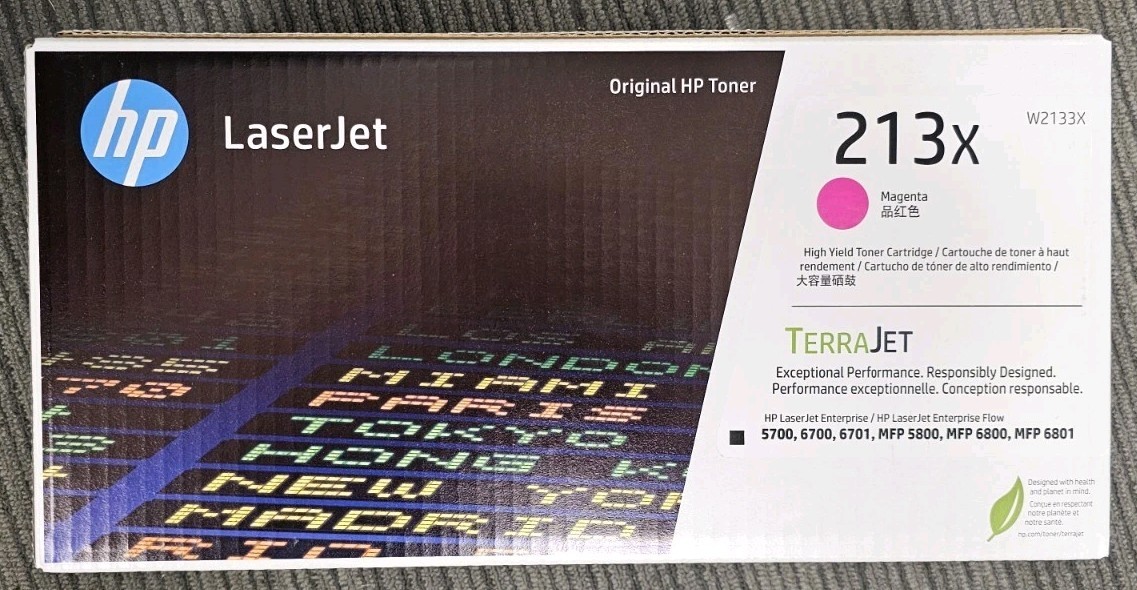 hp
LaserJet
Original HP Toner
213X
W2133X
Magenta
品红色
High Yield Toner Cartridge / Cartouche de toner à haut
rendement / Cartucho de tóner de alto rendimiento /
大容量硒鼓
TERRAJET
Exceptional Performance. Responsibly Designed.
Performance exceptionnelle. Conception responsable.
HP LaserJet Enterprise / HP LaserJet Enterprise Flow
5700, 6700, 6701, MFP 5800, MFP 6800, MFP 6801
Designed with health
and planet in mind.
Conçue en respectant
notre planète et
notre santé.
hp.com/toner/terrajet
LONDON
MIAMI
PARIS
TOKYO
HONG K
NEW YOR
MADRID
RIO